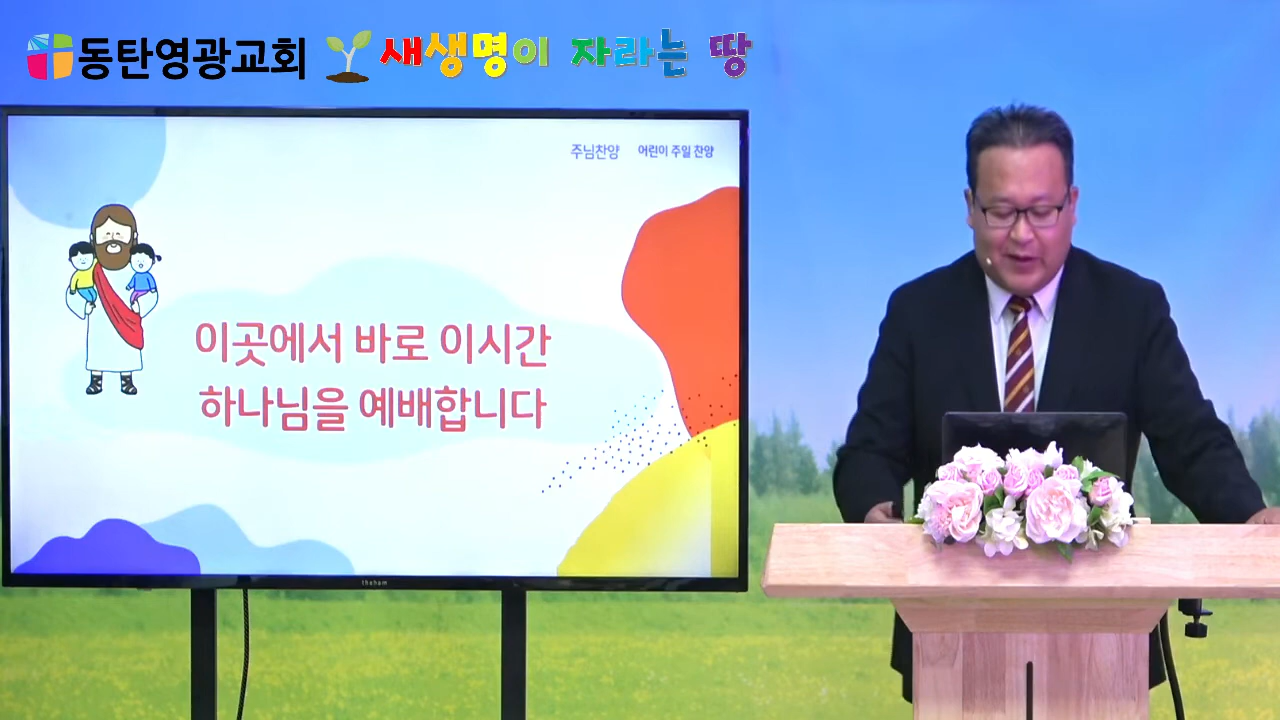 동탄영광교회 새생명이 자라는 땅
주님찬양 어린이 주일 찬양
이곳에서 바로 이시간
하나님을 예배합니다